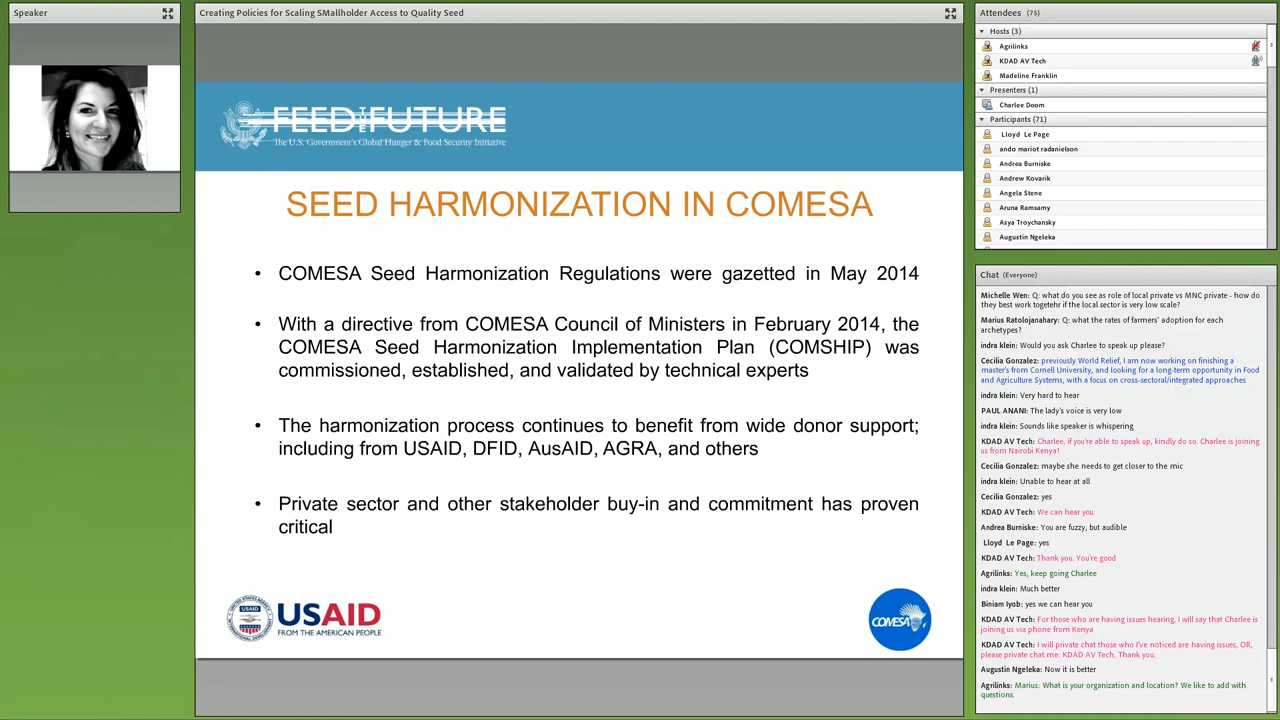 Speaker
Creating Policies for Scaling SMallholder Access to Quality Seed
FEED THE FUTURE
The U.S. Government's Global Hunger & Food Security Initiative
SEED HARMONIZATION IN COMESA
• COMESA Seed Harmonization Regulations were gazetted in May 2014
• With a directive from COMESA Council of Ministers in February 2014, the
COMESA Seed Harmonization Implementation Plan (COMSHIP) was
commissioned, established, and validated by technical experts
• The harmonization process continues to benefit from wide donor support;
including from USAID, DFID, AusAID, AGRA, and others
• Private sector and other stakeholder buy-in and commitment has proven
critical
USAID
FROM THE AMERICAN PEOPLE
COMESA
Attendees (75)
Hosts (3)
Agrilinks
KDAD AV Tech
Madeline Franklin
Presenters (1)
Charlee Doom
Participants (71)
Lloyd Le Page
ando mariot radanielson
Andrea Burniske
Andrew Kovarik
Angela Stene
Aruna Ramsamy
Asya Troychansky
Augustin Ngeleka
Chat (Everyone)
Michelle Wen: Q: what do you see as role of local private vs MNC private - how do
they best work togetehr if the local sector is very low scale?
Marius Ratolojanahary: Q: what the rates of farmers' adoption for each
archetypes?
indra klein: Would you ask Charlee to speak up please?
Cecilia Gonzalez: previously World Relief, I am now working on finishing a
master's from Cornell University, and looking for a long-term opportunity in Food
and Agriculture Systems, with a focus on cross-sectoral/integrated approaches
indra klein: Very hard to hear
PAUL ANANI: The lady's voice is very low
indra klein: Sounds like speaker is whispering
KDAD AV Tech: Charlee, if you're able to speak up, kindly do so. Charlee is joining
us from Nairobi Kenya!
Cecilia Gonzalez: maybe she needs to get closer to the mic
indra klein: Unable to hear at all
Cecilia Gonzalez: yes
KDAD AV Tech: We can hear you.
Andrea Burniske: You are fuzzy, but audible
Lloyd Le Page: yes
KDAD AV Tech: Thank you. You're good
Agrilinks: Yes, keep going Charlee
indra klein: Much better
Biniam Iyob: yes we can hear you
KDAD AV Tech: For those who are having issues hearing, I will say that Charlee is
joining us via phone from Kenya
KDAD AV Tech: I will private chat those who I've noticed are having issues, OR,
please private chat me: KDAD AV Tech. Thank you.
Augustin Ngeleka: Now it is better
Agrilinks: Marius: What is your organization and location? We like to add with
questions.